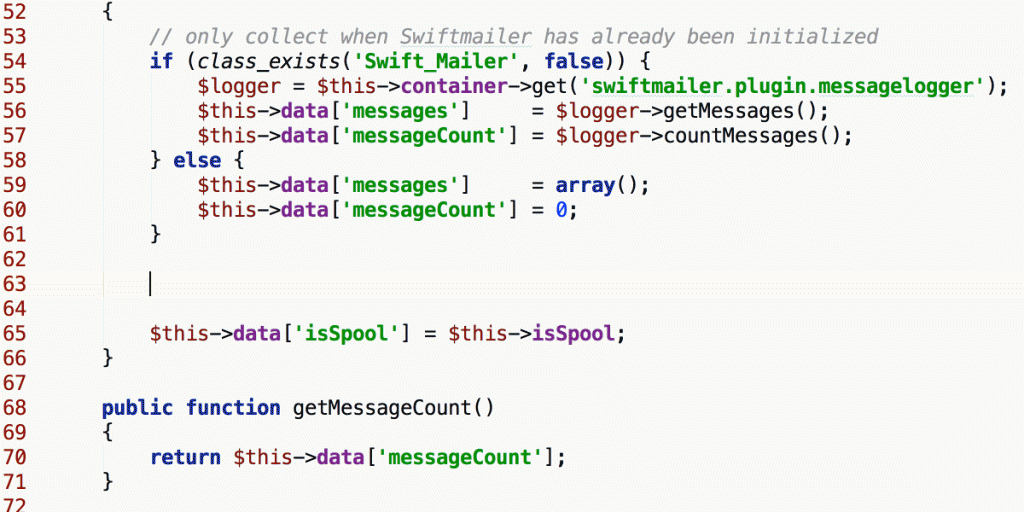 52        {
53            // only collect when Swiftmailer has already been initialized
54            if (class_exists('Swift_Mailer', false)) {
55                $logger = $this->container->get('swiftmailer.plugin.messagelogger');
56                $this->data['messages']     = $logger->getMessages();
57                $this->data['messageCount'] = $logger->countMessages();
58            } else {
59                $this->data['messages']     = array();
60                $this->data['messageCount'] = 0;
61            }
62
63
64
65            $this->data['isSpool'] = $this->isSpool;
66        }
67
68        public function getMessageCount()
69        {
70            return $this->data['messageCount'];
71        }
72